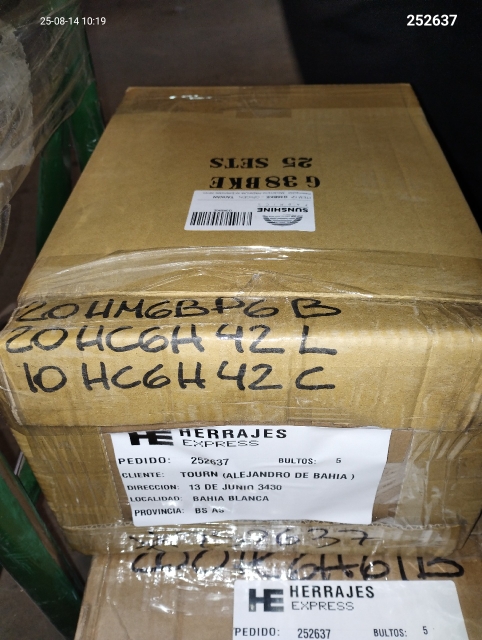 25-08-14 10:19
252637
G38BKE
25 SETS
SUNSHINE
20HM6BP6B
20HC6H42L
10HC6H42C
HE HERRAJES
EXPRESS
PEDIDO: 252637 BULTOS: 5
CLIENTE: TOURN (ALEJANDRO DE BAHIA )
DIRECCION: 13 DE JUNIO 3430
LOCALIDAD: BAHIA BLANCA
PROVINCIA: BS AS
HE HERRAJES
EXPRESS
PEDIDO: 252637 BULTOS: 5